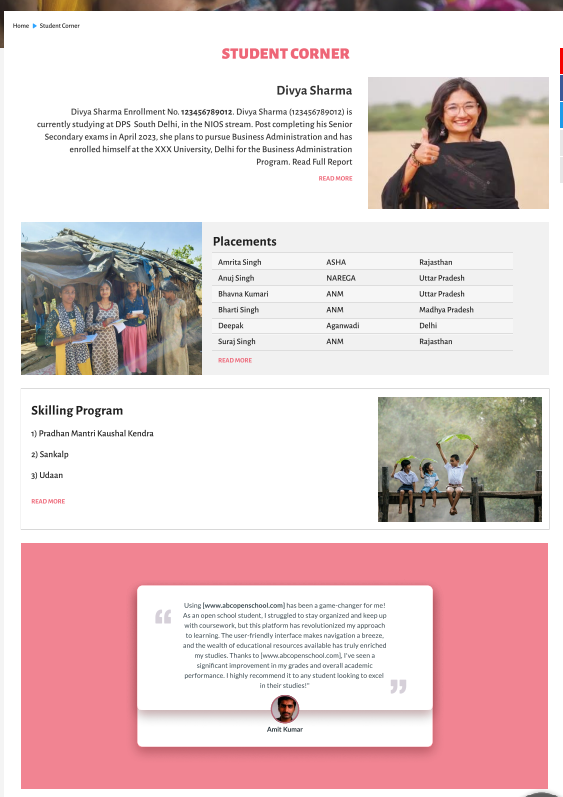 Home ▶ Student Corner
STUDENT CORNER
Divya Sharma
Divya Sharma Enrollment No. 123456789012. Divya Sharma (123456789012) is
currently studying at DPS South Delhi, in the NIOS stream. Post completing his Senior
Secondary exams in April 2023, she plans to pursue Business Administration and has
enrolled himself at the XXX University, Delhi for the Business Administration
Program. Read Full Report
READ MORE
Placements
Amrita Singh ASHA Rajasthan
Anuj Singh NAREGA Uttar Pradesh
Bhavna Kumari ANM Uttar Pradesh
Bharti Singh ANM Madhya Pradesh
Deepak Aganwadi Delhi
Suraj Singh ANM Rajasthan
READ MORE
Skilling Program
1) Pradhan Mantri Kaushal Kendra
2) Sankalp
3) Udaan
READ MORE
“
Using [www.abcopenschool.com] has been a game-changer for me!
As an open school student, I struggled to stay organized and keep up
with coursework, but this platform has revolutionized my approach
to learning. The user-friendly interface makes navigation a breeze,
and the wealth of educational resources available has truly enriched
my studies. Thanks to [www.abcopenschool.com], I've seen a
significant improvement in my grades and overall academic
performance. I highly recommend it to any student looking to excel
in their studies!"
”
Amit Kumar